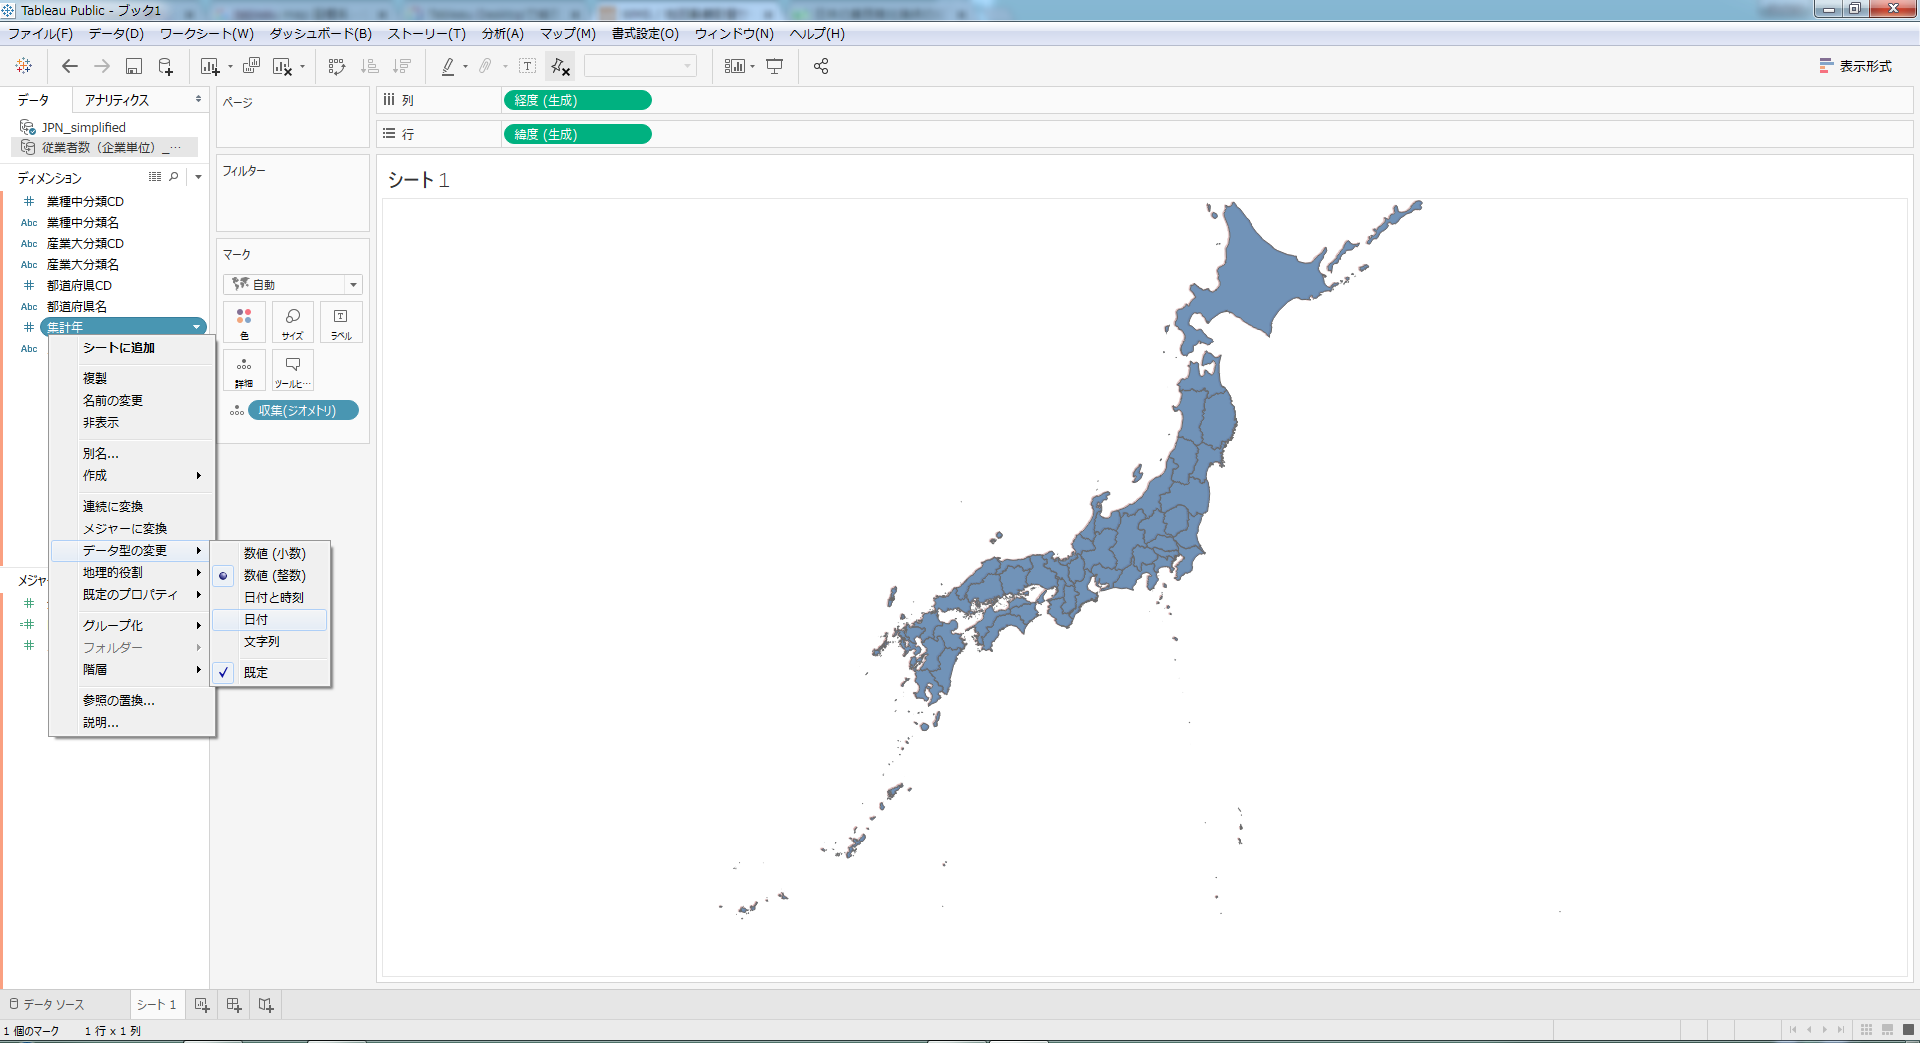 Tableau Public - ブック1
ファイル(F) データ(D) ワークシート(W) ダッシュボード(B) ストーリー(T) 分析(A) マップ(M) 書式設定(O) ウィンドウ(N) ヘルプ(H)
表示形式
データ アナリティクス
JPN_simplified
従業者数（企業単位）_…
ディメンション
業種中分類CD
Abc 業種中分類名
Abc 産業大分類CD
Abc 産業大分類名
都道府県CD
Abc 都道府県名
集計年
Abc
シートに追加
複製
名前の変更
非表示
別名...
作成
連続に変換
メジャーに変換
データ型の変更
地理的役割
既定のプロパティ
グループ化
フォルダー
階層
参照の置換...
説明...
数値 (小数)
数値 (整数)
日付と時刻
日付
文字列
既定
メジャ
ページ
フィルター
マーク
自動
色 サイズ ラベル
詳細 ツールヒ…
収集(ジオメトリ)
列 経度 (生成)
行 緯度 (生成)
シート 1
データ ソース シート 1
1 個のマーク 1 行 x 1 列